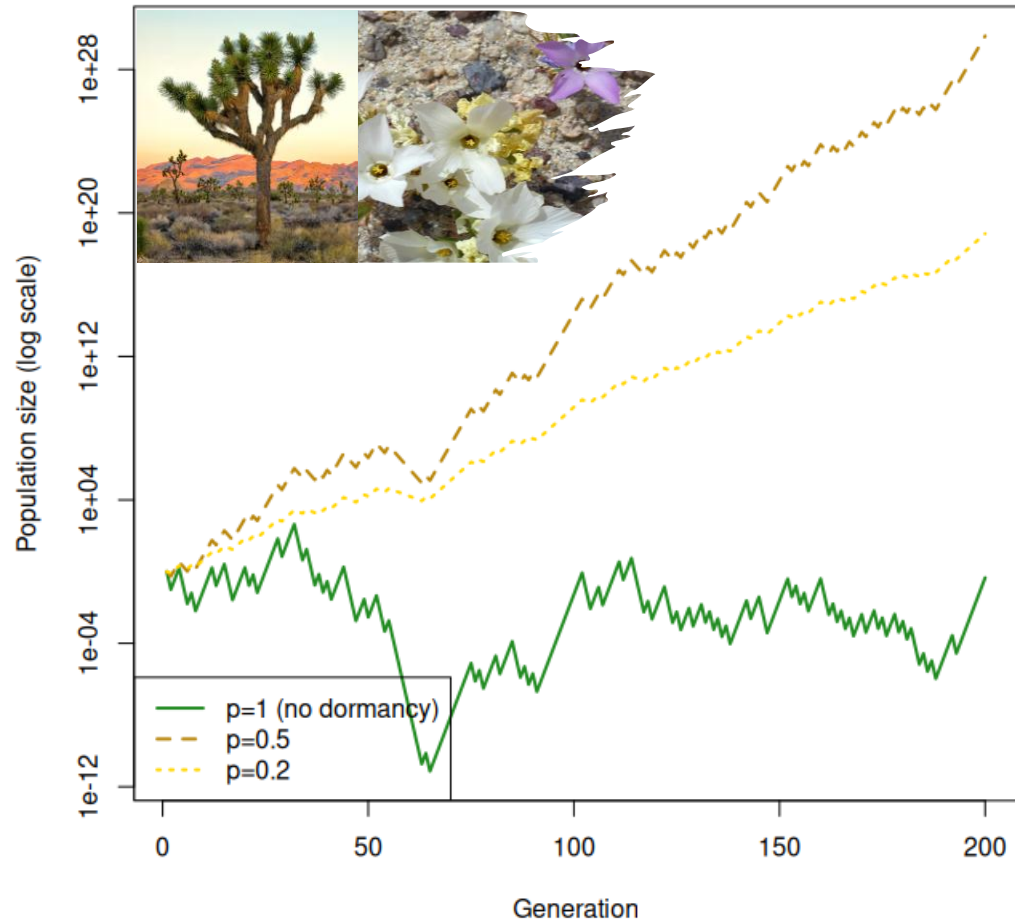 Population size (log scale)
1e+28
1e+20
1e+12
1e+04
1e-04
1e-12
p=1 (no dormancy)
p=0.5
p=0.2
0 50 100 150 200
Generation